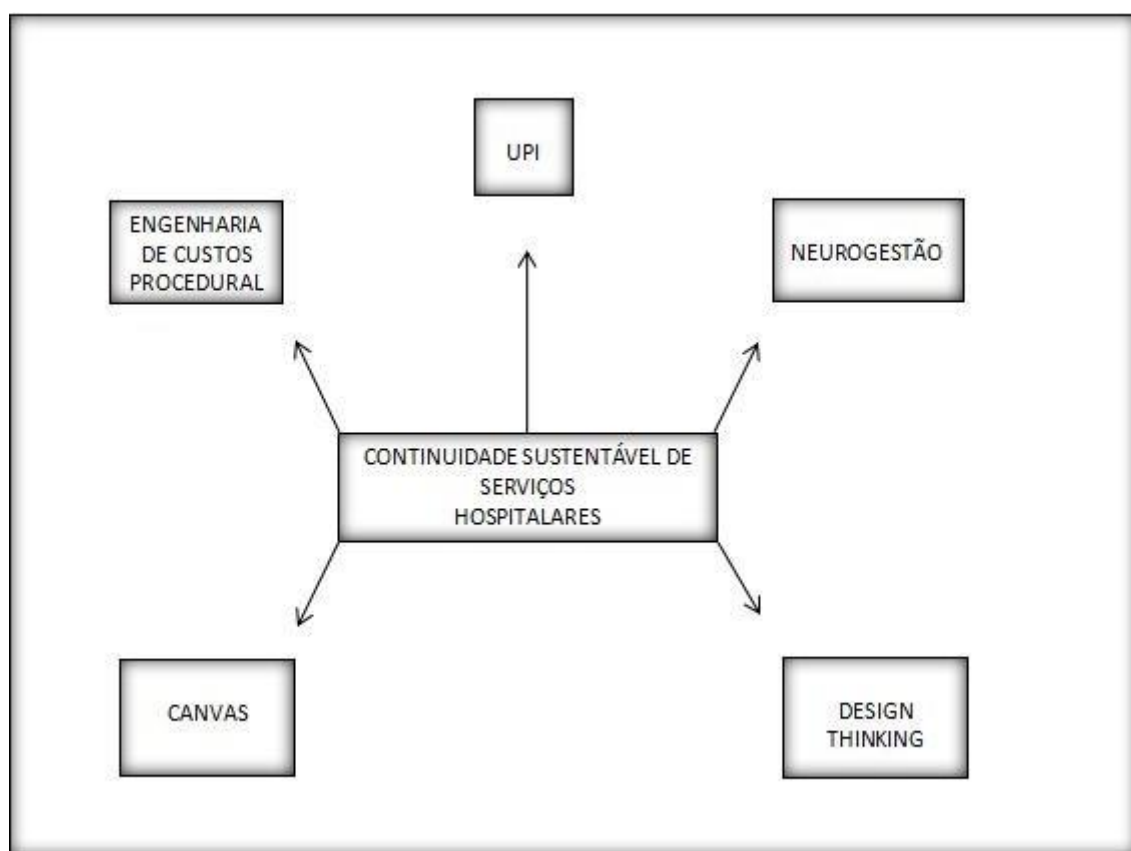 UPI
ENGENHARIA
DE CUSTOS
PROCEDURAL
NEUROGESTÃO
CONTINUIDADE SUSTENTÁVEL DE
SERVIÇOS
HOSPITALARES
CANVAS
DESIGN
THINKING